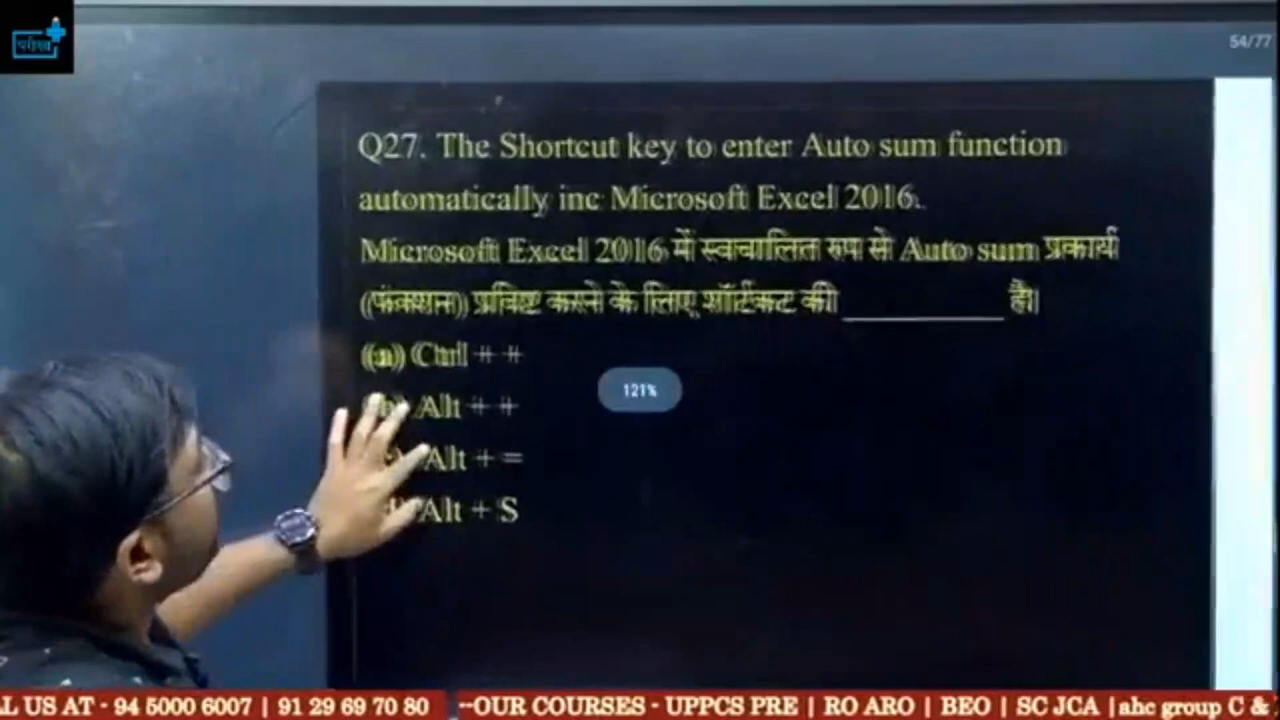 परीक्षा
54/77
Q27. The Shortcut key to enter Auto sum function
automatically inc Microsoft Excel 2016.
Microsoft Excel 2016 में स्वचालित रुप से Auto sum प्रकार्य
(फंक्शन) प्रविष्ट करने के लिए शॉर्टकट की __________ है।
(a) Ctrl + +
121%
Alt + +
Alt + =
Alt + S
L US AT - 94 5000 6007 | 91 29 69 70 80 --OUR COURSES - UPPCS PRE | RO ARO | BEO | SC JCA |ahc group C &